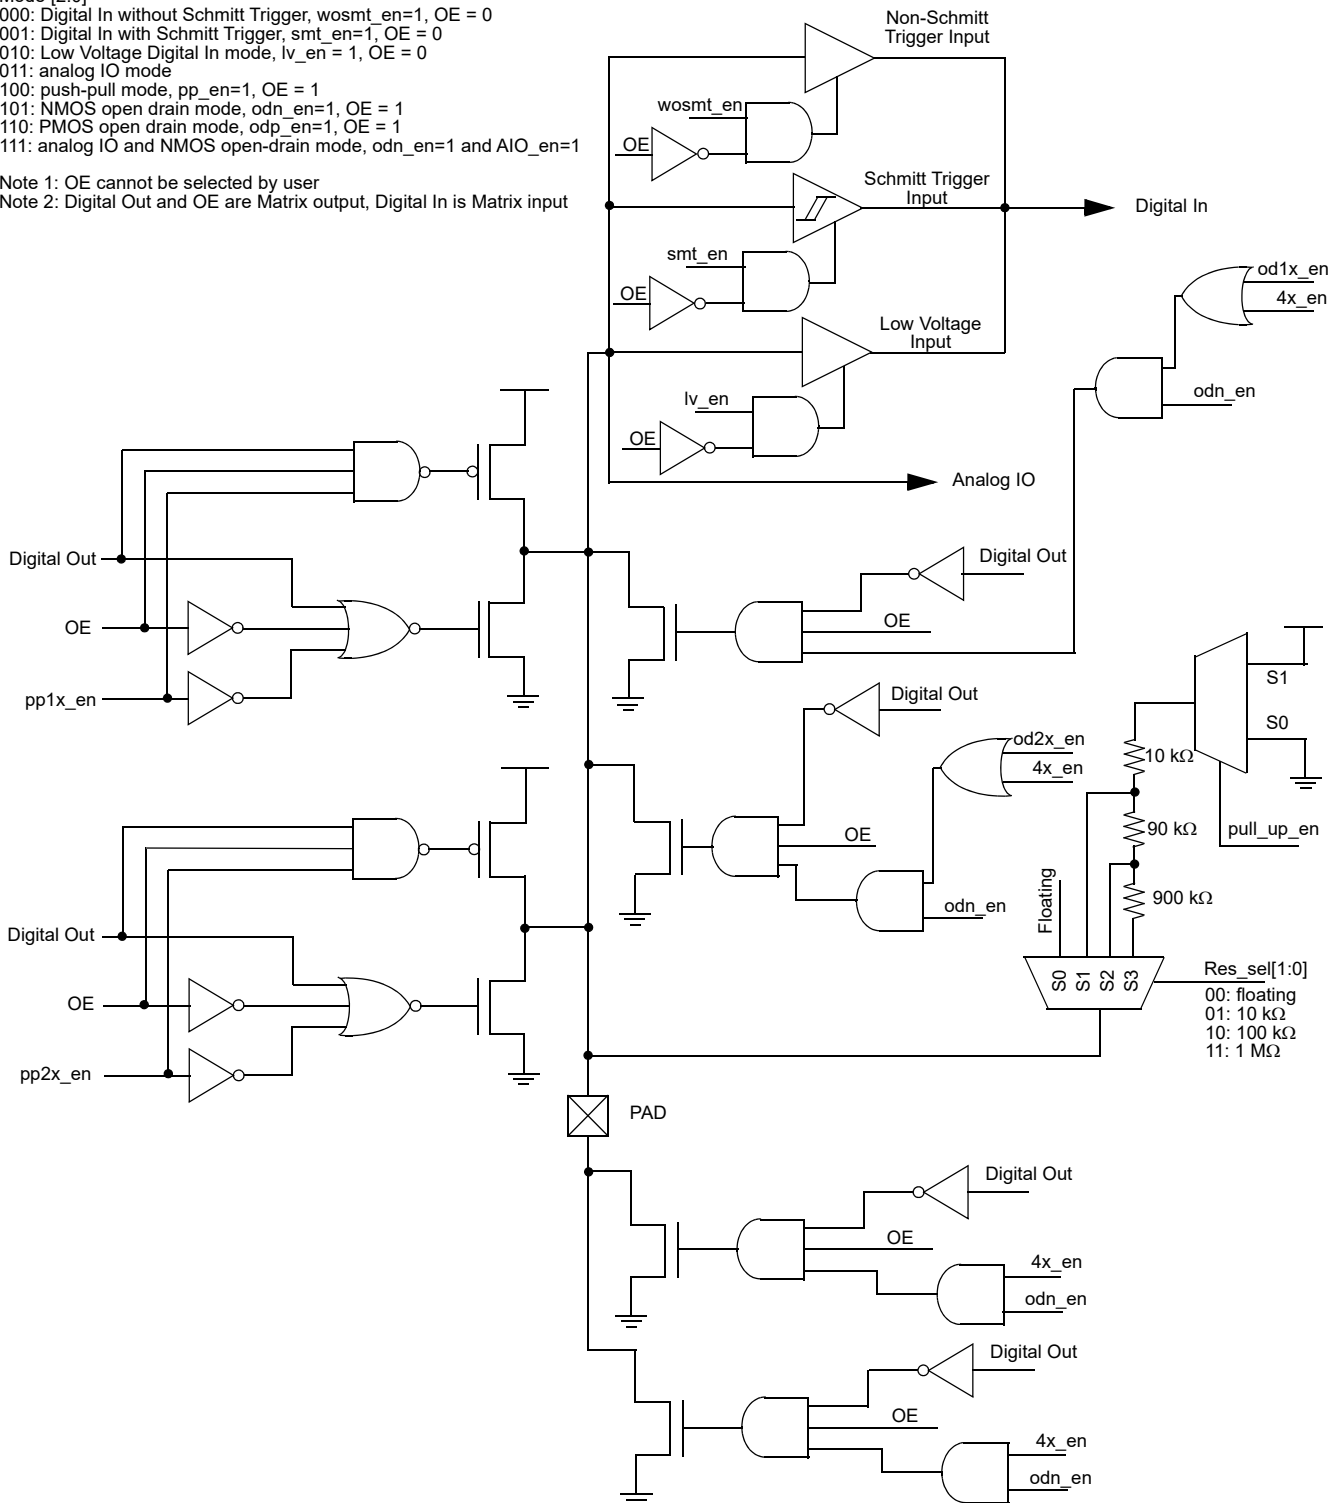 000: Digital In without Schmitt Trigger, wosmt_en=1, OE = 0
001: Digital In with Schmitt Trigger, smt_en=1, OE = 0
010: Low Voltage Digital In mode, lv_en = 1, OE = 0
011: analog IO mode
100: push-pull mode, pp_en=1, OE = 1
101: NMOS open drain mode, odn_en=1, OE = 1
110: PMOS open drain mode, odp_en=1, OE = 1
111: analog IO and NMOS open-drain mode, odn_en=1 and AIO_en=1
Note 1: OE cannot be selected by user
Note 2: Digital Out and OE are Matrix output, Digital In is Matrix input
Non-Schmitt
Trigger Input
wosmt_en
OE
Schmitt Trigger
Input
Digital In
smt_en
OE
od1x_en
4x_en
Low Voltage
Input
odn_en
lv_en
OE
Analog IO
Digital Out
Digital Out
OE
OE
pp1x_en
S1
S0
Digital Out
od2x_en
4x_en
10 kΩ
OE
90 kΩ
pull_up_en
900 kΩ
odn_en
Floating
Digital Out
S0
S1
S2
S3
Res_sel[1:0]
00: floating
01: 10 kΩ
10: 100 kΩ
11: 1 MΩ
OE
pp2x_en
PAD
Digital Out
OE
4x_en
odn_en
Digital Out
OE
4x_en
odn_en